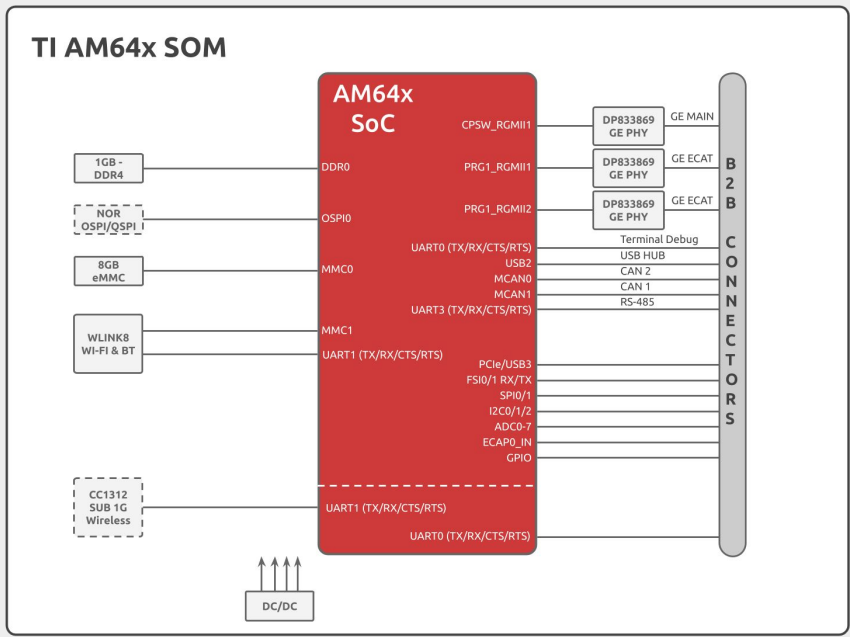 TI AM64x SOM
AM64x
SoC
CPSW_RGMII1
DP833869
GE PHY
GE MAIN
1GB -
DDR4
DDR0
PRG1_RGMII1
DP833869
GE PHY
GE ECAT
NOR
OSPI/QSPI
OSPI0
PRG1_RGMII2
DP833869
GE PHY
GE ECAT
UART0 (TX/RX/CTS/RTS)
Terminal Debug
8GB
eMMC
MMC0
USB2
USB HUB
MCAN0
CAN 2
MCAN1
CAN 1
UART3 (TX/RX/CTS/RTS)
RS-485
WLINK8
WI-FI & BT
MMC1
UART1 (TX/RX/CTS/RTS)
PCIe/USB3
FSI0/1 RX/TX
SPI0/1
I2C0/1/2
ADC0-7
ECAP0_IN
GPIO
CC1312
SUB 1G
Wireless
UART1 (TX/RX/CTS/RTS)
UART0 (TX/RX/CTS/RTS)
DC/DC
B2B CONNECTORS